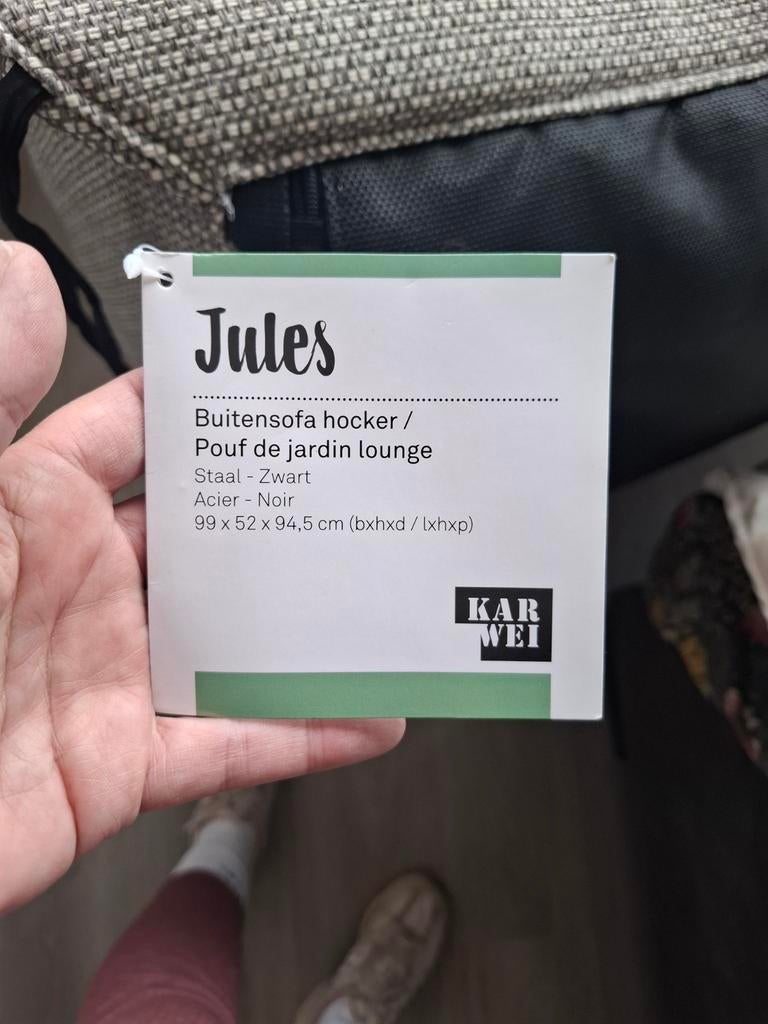 Jules
Buitensofa hocker /
Pouf de jardin lounge
Staal - Zwart
Acier - Noir
99 x 52 x 94,5 cm (bxhxd / lxhxp)
KAR
WEI